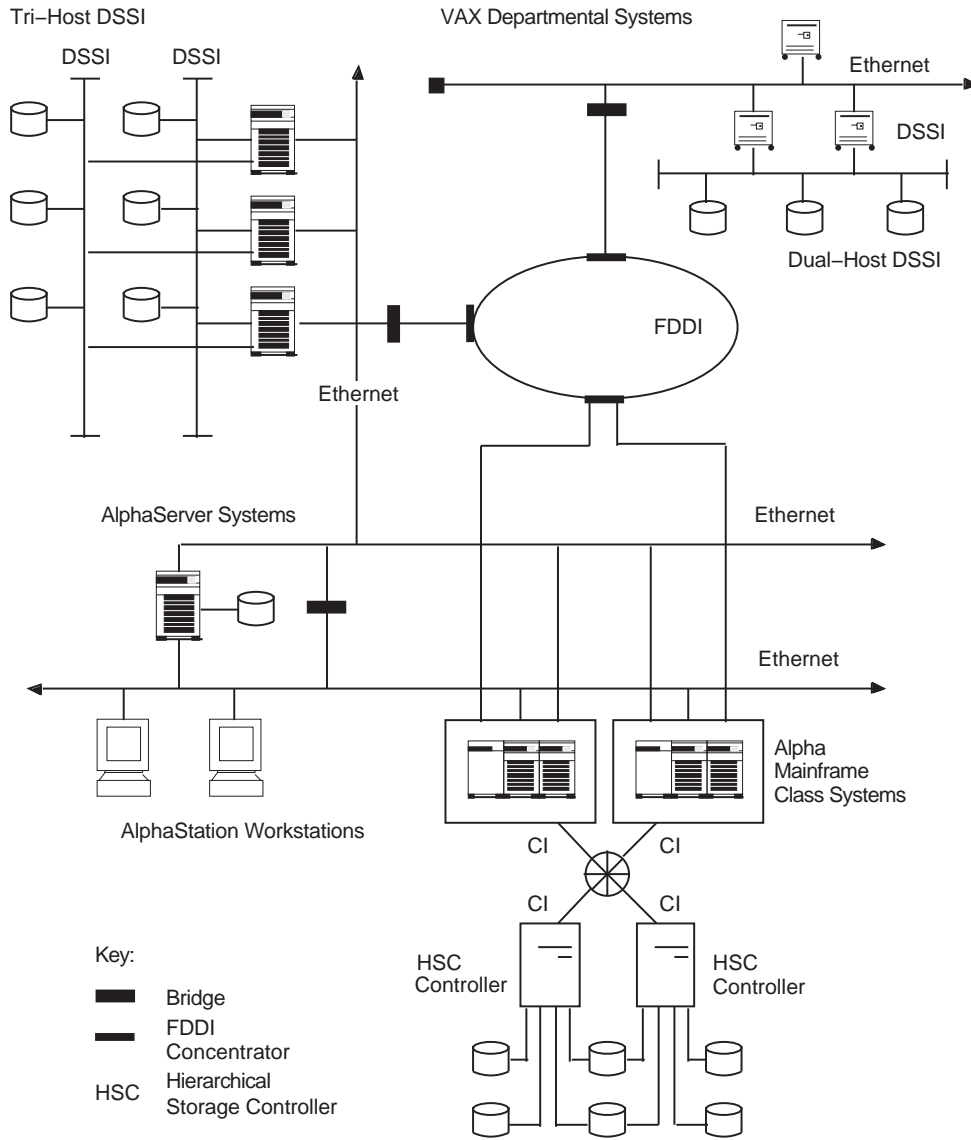 Tri–Host DSSI
VAX Departmental Systems
DSSI
DSSI
Ethernet
DSSI
Dual–Host DSSI
FDDI
Ethernet
AlphaServer Systems
Ethernet
Ethernet
Alpha
Mainframe
Class Systems
AlphaStation Workstations
CI
CI
CI
CI
HSC
Controller
HSC
Controller
Key:
Bridge
FDDI
Concentrator
HSC
Hierarchical
Storage Controller